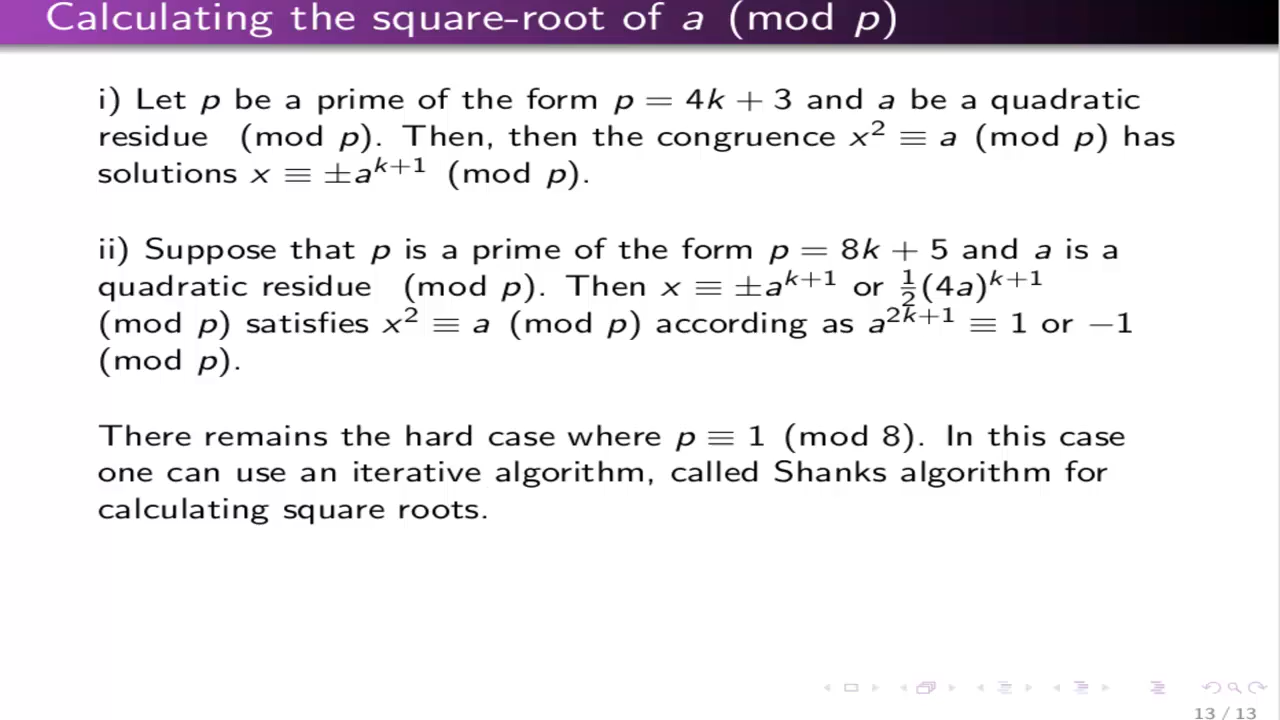 Calculating the square-root of a (mod p)
i) Let p be a prime of the form p = 4k + 3 and a be a quadratic
residue (mod p). Then, then the congruence x² ≡ a (mod p) has
solutions x ≡ ±a^{k+1} (mod p).
ii) Suppose that p is a prime of the form p = 8k + 5 and a is a
quadratic residue (mod p). Then x ≡ ±a^{k+1} or ½(4a)^{k+1}
(mod p) satisfies x² ≡ a (mod p) according as a^{2k+1} ≡ 1 or −1
(mod p).
There remains the hard case where p ≡ 1 (mod 8). In this case
one can use an iterative algorithm, called Shanks algorithm for
calculating square roots.
13 / 13